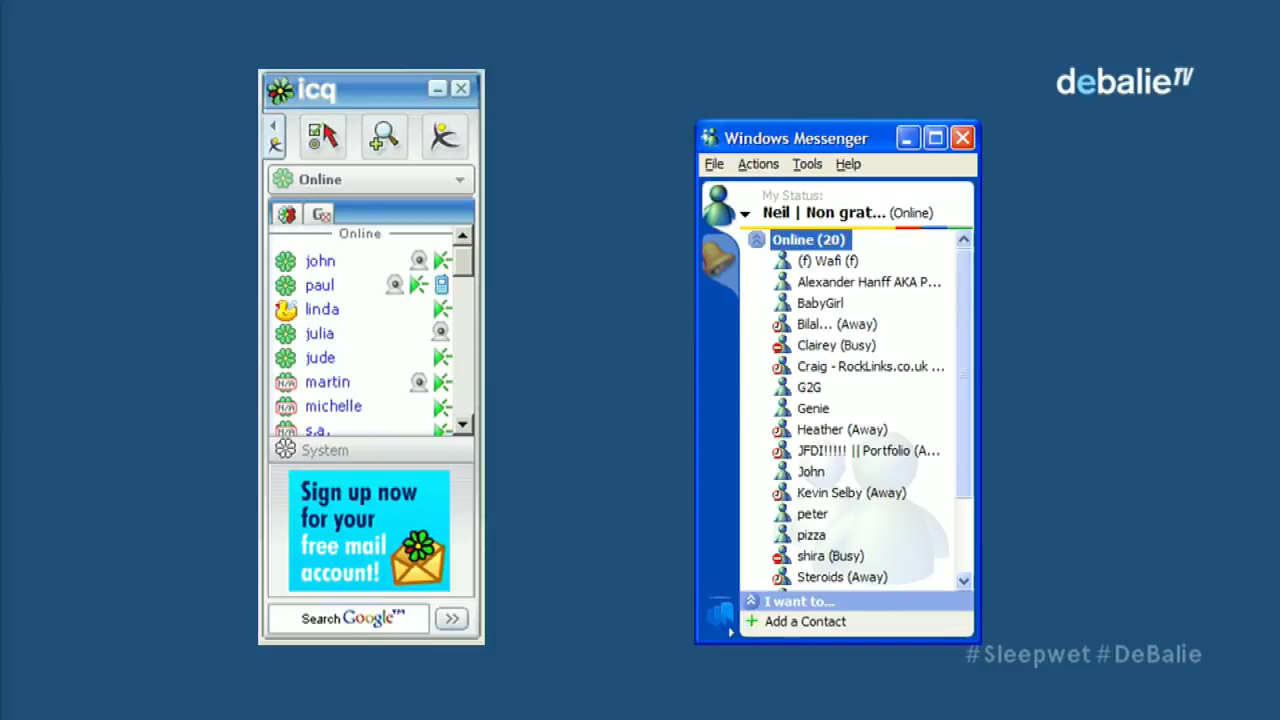 icq
Online
Online
john
paul
linda
julia
jude
martin
michelle
s.a.
System
Sign up now
for your
free mail
account!
Search Google™
debalieTV
Windows Messenger
File Actions Tools Help
My Status:
Neil | Non grat... (Online)
Online (20)
(f) Wafi (f)
Alexander Hanff AKA P...
BabyGirl
Bilal... (Away)
Clairey (Busy)
Craig - RockLinks.co.uk ...
G2G
Genie
Heather (Away)
JFDI!!!!! || Portfolio (A...
John
Kevin Selby (Away)
peter
pizza
shira (Busy)
Steroids (Away)
I want to...
Add a Contact
#Sleepwet #DeBalie